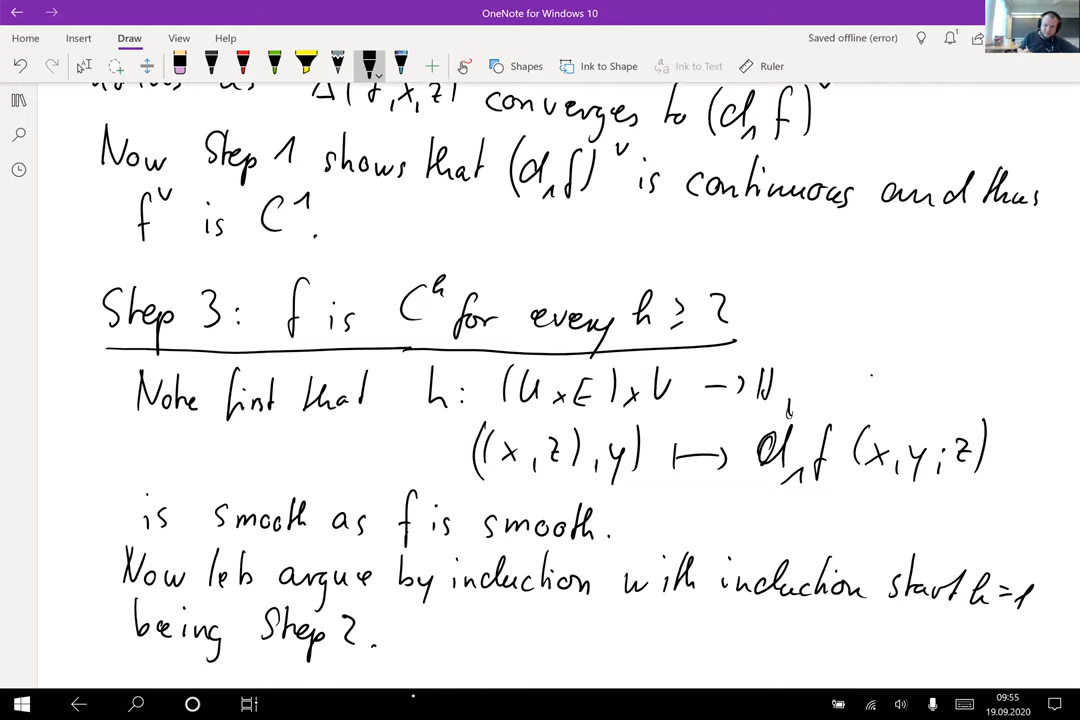 OneNote for Windows 10
Home Insert Draw View Help Saved offline (error)
Shapes Ink to Shape Ink to Text Ruler
Δ(f,x,z) converges to (d₁f)^∨
Now Step 1 shows that (d₁f)^∨ is continuous and thus
f^∨ is C^1.
Step 3: f is C^k for every k ≥ 2
Note first that h: (U×E)×V → H,
((x,z),y) ↦ d₁f(x,y;z)
is smooth as f is smooth.
Now lets argue by induction with induction start k=1
being Step 2.
09:55
19.09.2020